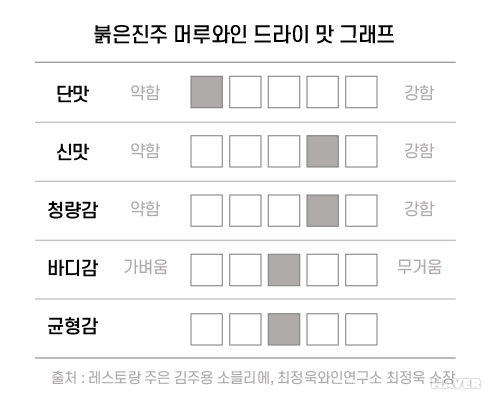 붉은진주 머루와인 드라이 맛 그래프
단맛 약함 강함
신맛 약함 강함
청량감 약함 강함
바디감 가벼움 무거움
균형감
출처 : 레스토랑 주은 김주용 소믈리에, 최정욱와인연구소 최정욱 소장
NAVER